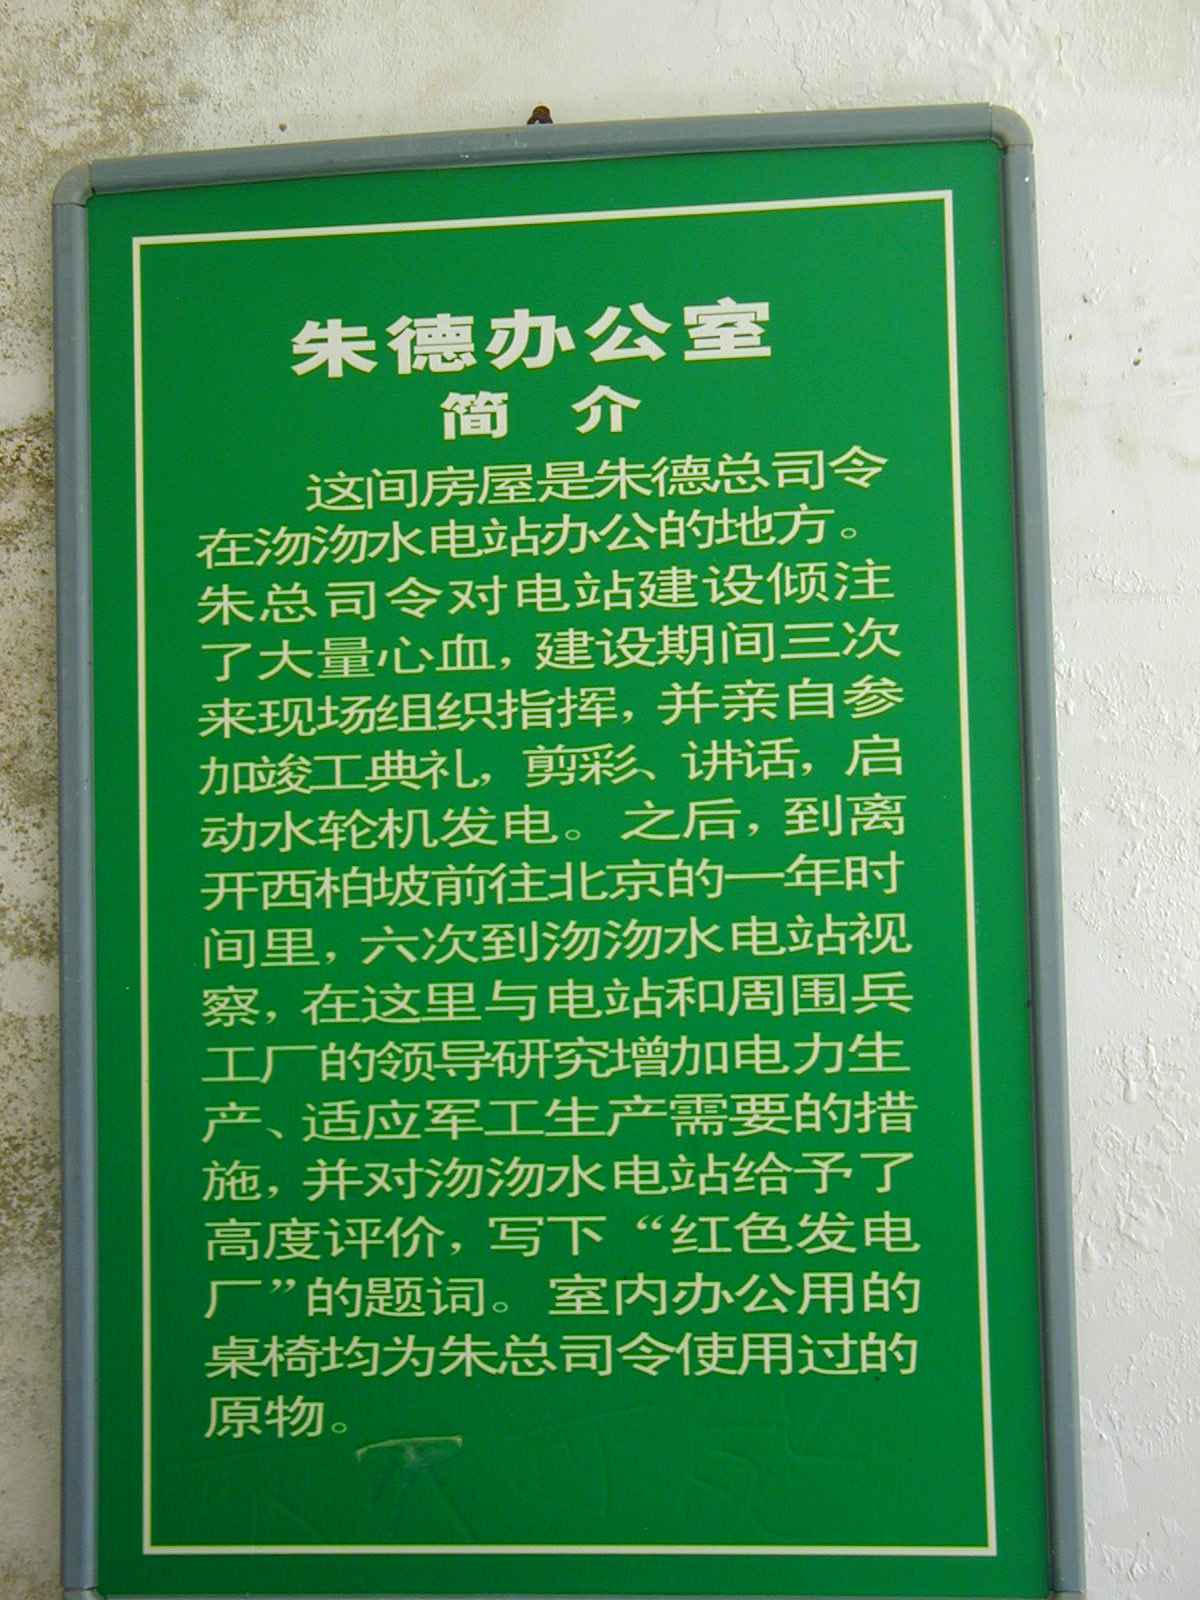 朱德办公室
简 介
这间房屋是朱德总司令
在沕沕水电站办公的地方。
朱总司令对电站建设倾注
了大量心血，建设期间三次
来现场组织指挥，并亲自参
加竣工典礼，剪彩、讲话，启
动水轮机发电。之后，到离
开西柏坡前往北京的一年时
间里，六次到沕沕水电站视
察，在这里与电站和周围兵
工厂的领导研究增加电力生
产、适应军工生产需要的措
施，并对沕沕水电站给予了
高度评价，写下“红色发电
厂”的题词。室内办公用的
桌椅均为朱总司令使用过的
原物。